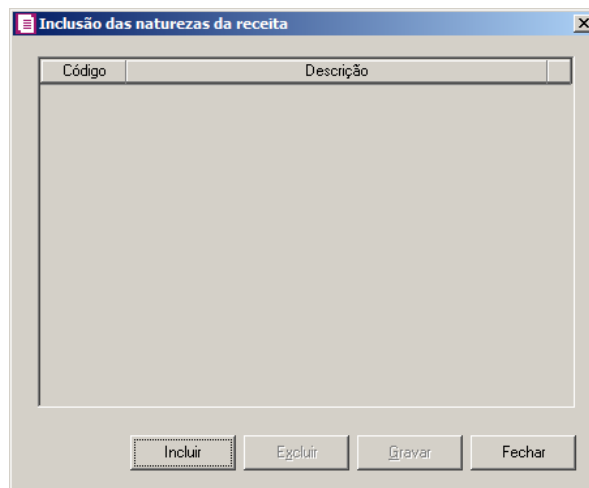 Inclusão das naturezas da receita
Código Descrição
Incluir Excluir Gravar Fechar